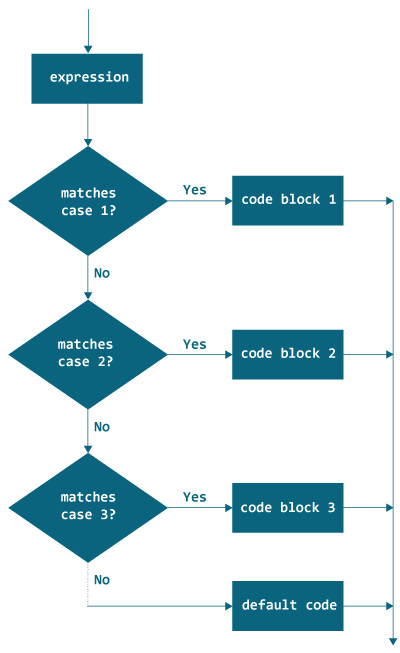 expression
matches
case 1?
Yes
code block 1
No
matches
case 2?
Yes
code block 2
No
matches
case 3?
Yes
code block 3
No
default code